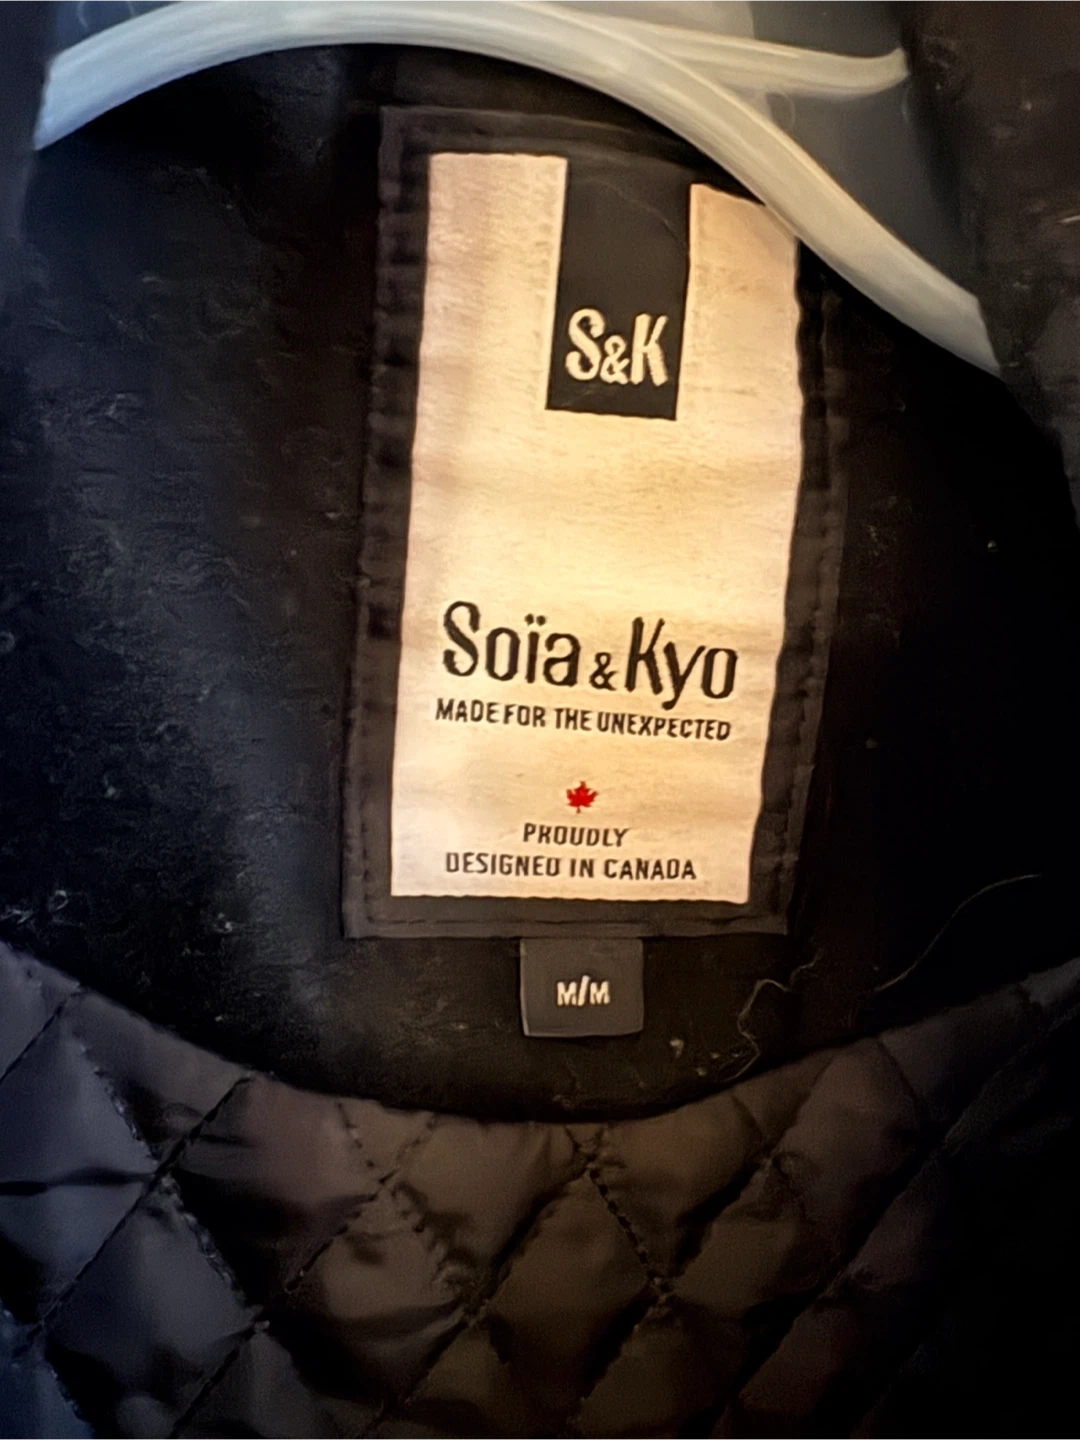 S&K
Soïa & Kyo
MADE FOR THE UNEXPECTED
PROUDLY
DESIGNED IN CANADA
M/M